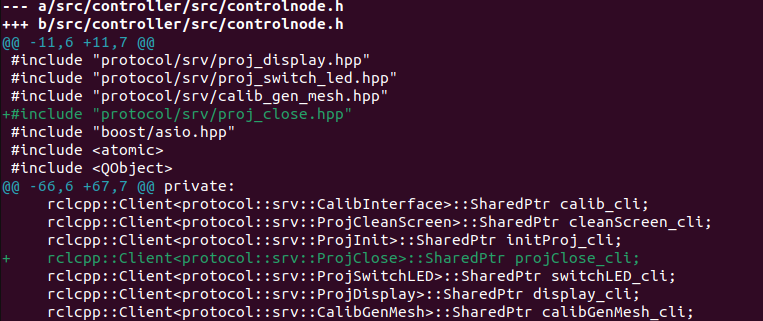 --- a/src/controller/src/controlnode.h
+++ b/src/controller/src/controlnode.h
@@ -11,6 +11,7 @@
 #include "protocol/srv/proj_display.hpp"
 #include "protocol/srv/proj_switch_led.hpp"
 #include "protocol/srv/calib_gen_mesh.hpp"
+#include "protocol/srv/proj_close.hpp"
 #include "boost/asio.hpp"
 #include <atomic>
 #include <QObject>
@@ -66,6 +67,7 @@ private:
     rclcpp::Client<protocol::srv::CalibInterface>::SharedPtr calib_cli;
     rclcpp::Client<protocol::srv::ProjCleanScreen>::SharedPtr cleanScreen_cli;
     rclcpp::Client<protocol::srv::ProjInit>::SharedPtr initProj_cli;
+    rclcpp::Client<protocol::srv::ProjClose>::SharedPtr projClose_cli;
     rclcpp::Client<protocol::srv::ProjSwitchLED>::SharedPtr switchLED_cli;
     rclcpp::Client<protocol::srv::ProjDisplay>::SharedPtr display_cli;
     rclcpp::Client<protocol::srv::CalibGenMesh>::SharedPtr calibGenMesh_cli;